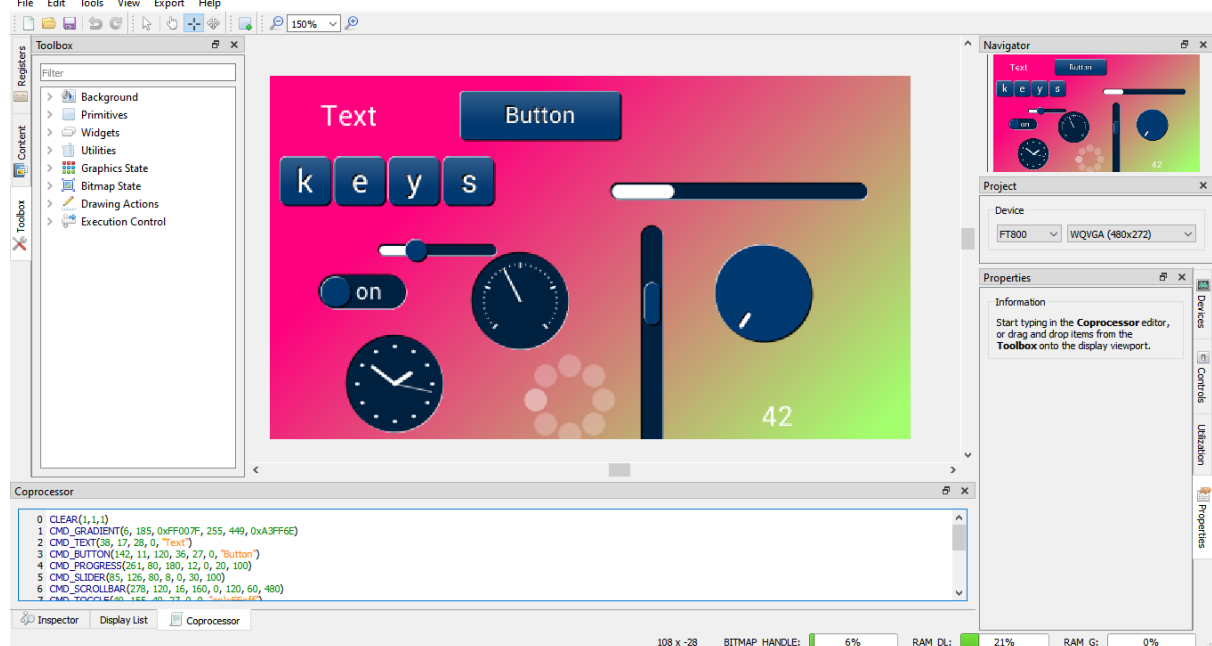 File Edit Tools View Export Help
150%
Registers
Content
Toolbox
Toolbox
Filter
Background
Primitives
Widgets
Utilities
Graphics State
Bitmap State
Drawing Actions
Execution Control
Text
Button
k e y s
on
42
Navigator
Text
Button
k e y s
on
42
Project
Device
FT800
WQVGA (480x272)
Properties
Information
Start typing in the Coprocessor editor,
or drag and drop items from the
Toolbox onto the display viewport.
Devices
Controls
Utilization
Properties
Coprocessor
0 CLEAR(1,1,1)
1 CMD_GRADIENT(6, 185, 0xFF007F, 255, 449, 0xA3FF6E)
2 CMD_TEXT(38, 17, 28, 0, "Text")
3 CMD_BUTTON(142, 11, 120, 36, 27, 0, "Button")
4 CMD_PROGRESS(261, 80, 180, 12, 0, 20, 100)
5 CMD_SLIDER(85, 126, 80, 8, 0, 30, 100)
6 CMD_SCROLLBAR(278, 120, 16, 160, 0, 120, 60, 480)
Inspector
Display List
Coprocessor
108 x -28 BITMAP_HANDLE: 6% RAM_DL: 21% RAM_G: 0%